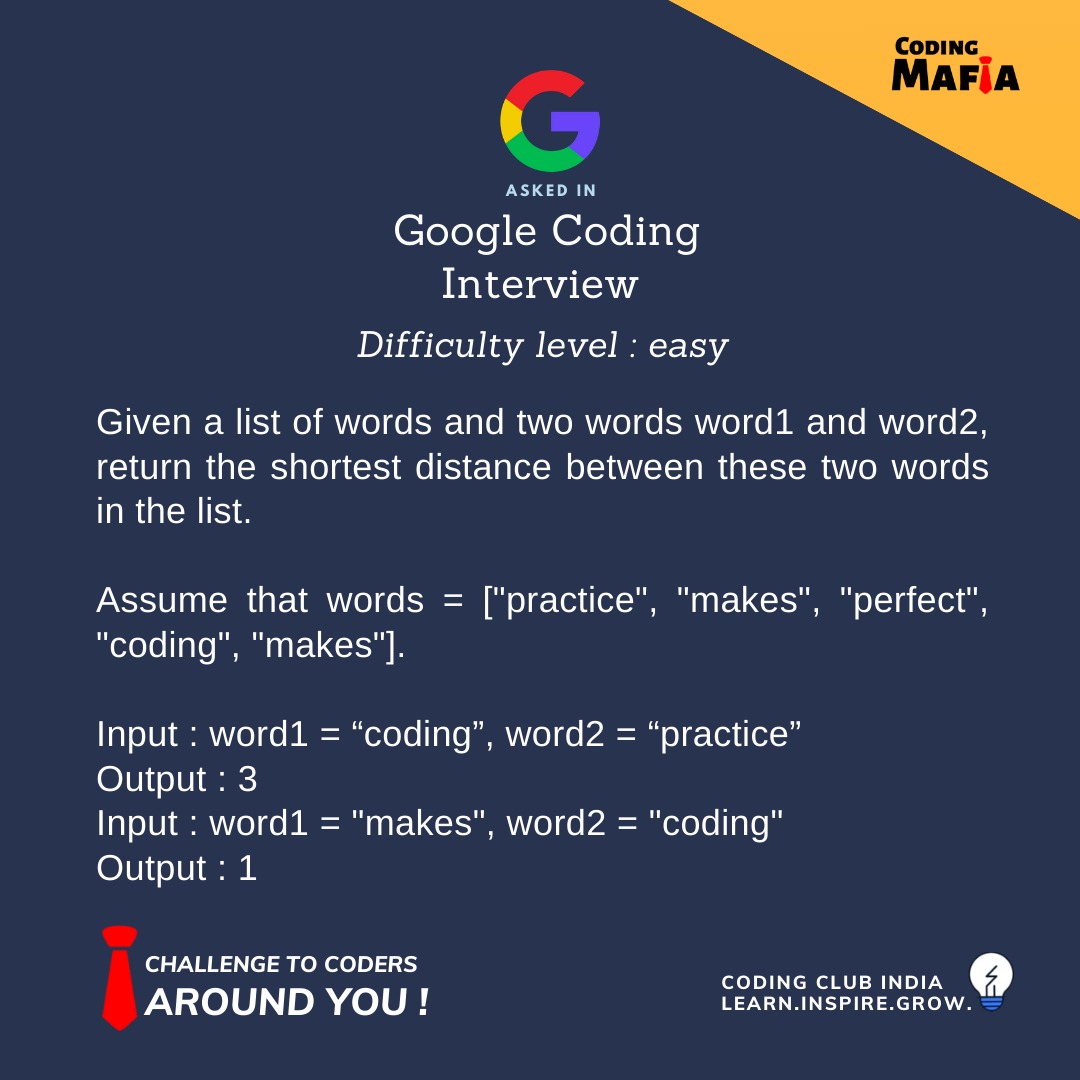 CODING
MAFIA
G
ASKED IN
Google Coding
Interview
Difficulty level : easy
Given a list of words and two words word1 and word2,
return the shortest distance between these two words
in the list.
Assume that words = ["practice", "makes", "perfect",
"coding", "makes"].
Input : word1 = “coding”, word2 = “practice”
Output : 3
Input : word1 = "makes", word2 = "coding"
Output : 1
CHALLENGE TO CODERS
AROUND YOU !
CODING CLUB INDIA
LEARN.INSPIRE.GROW.